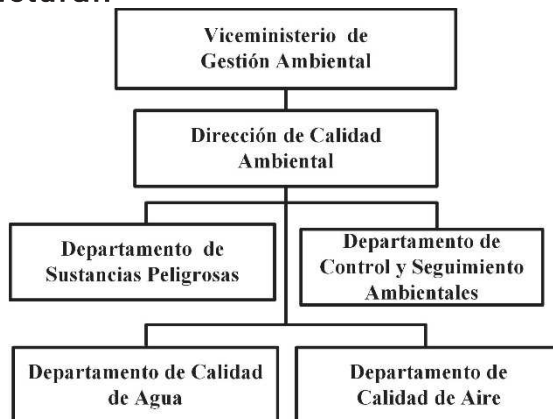 Viceministerio de
Gestión Ambiental
Dirección de Calidad
Ambiental
Departamento de
Sustancias Peligrosas
Departamento de
Control y Seguimiento
Ambientales
Departamento de Calidad
de Agua
Departamento de
Calidad de Aire